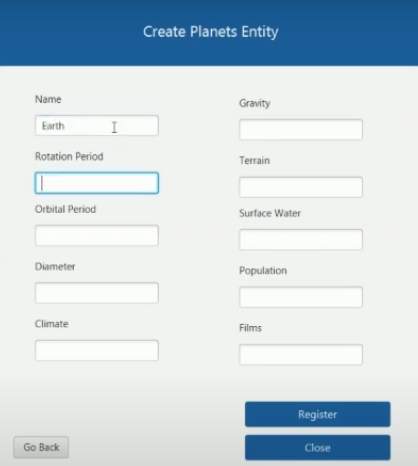 Create Planets Entity
Name
Earth
Rotation Period
Orbital Period
Diameter
Climate
Gravity
Terrain
Surface Water
Population
Films
Register
Go Back
Close